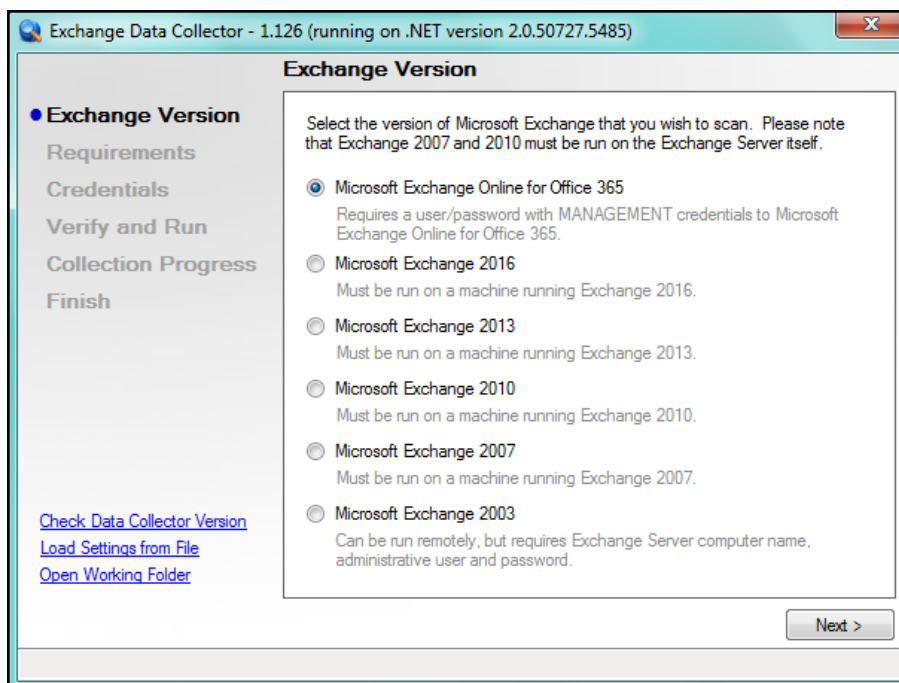 Exchange Data Collector - 1.126 (running on .NET version 2.0.50727.5485)
X
Exchange Version
Exchange Version
Requirements
Credentials
Verify and Run
Collection Progress
Finish
Check Data Collector Version
Load Settings from File
Open Working Folder
Select the version of Microsoft Exchange that you wish to scan. Please note
that Exchange 2007 and 2010 must be run on the Exchange Server itself.
Microsoft Exchange Online for Office 365
Requires a user/password with MANAGEMENT credentials to Microsoft
Exchange Online for Office 365.
Microsoft Exchange 2016
Must be run on a machine running Exchange 2016.
Microsoft Exchange 2013
Must be run on a machine running Exchange 2013.
Microsoft Exchange 2010
Must be run on a machine running Exchange 2010.
Microsoft Exchange 2007
Must be run on a machine running Exchange 2007.
Microsoft Exchange 2003
Can be run remotely, but requires Exchange Server computer name,
administrative user and password.
Next >